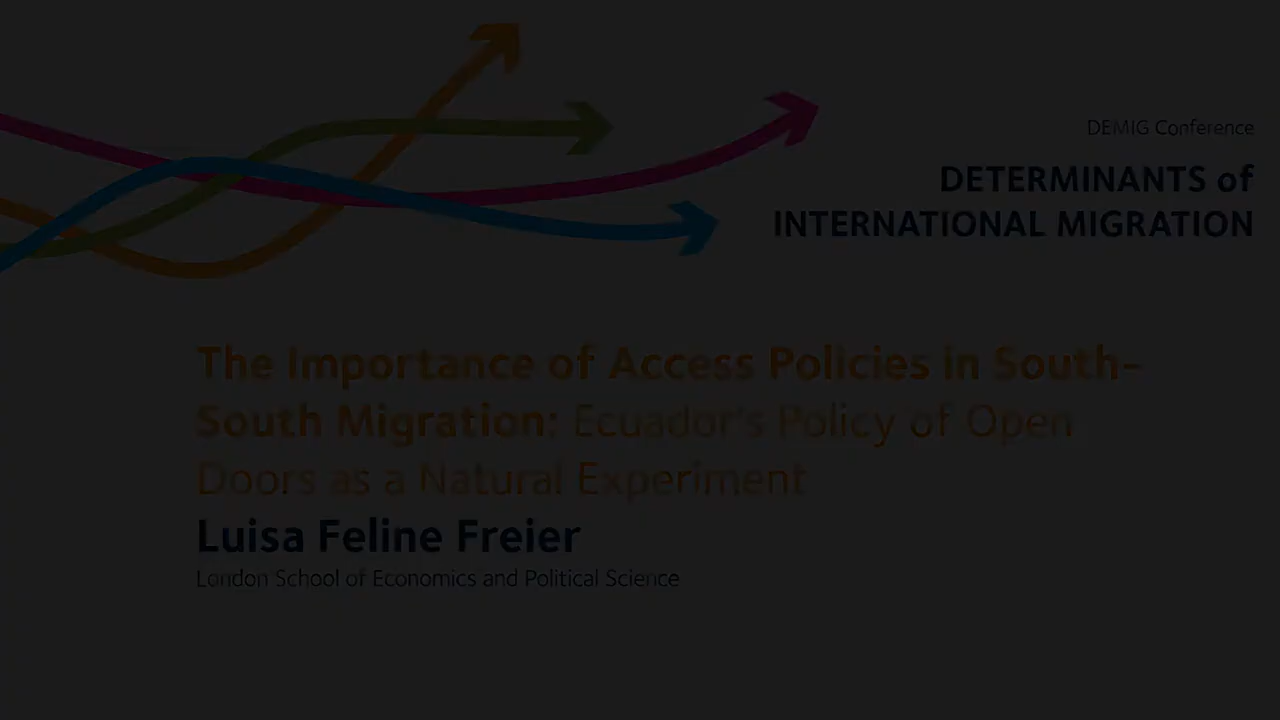 DEMIG Conference
DETERMINANTS of
INTERNATIONAL MIGRATION
The Importance of Access Policies in South-
South Migration: Ecuador's Policy of Open
Doors as a Natural Experiment
Luisa Feline Freier
London School of Economics and Political Science